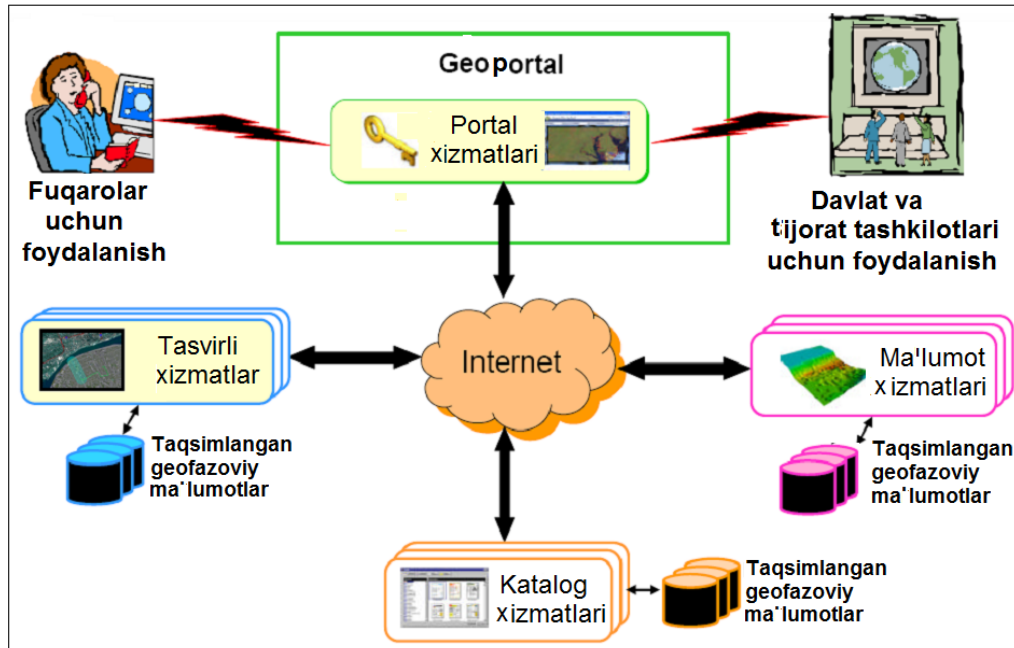 Geoportal
Portal
xizmatlari
Fuqarolar
uchun
foydalanish
Davlat va
tijorat tashkilotlari
uchun foydalanish
Tasvirli
xizmatlar
Internet
Ma'lumot
xizmatlari
Taqsimlangan
geofazoviy
ma'lumotlar
Taqsimlangan
geofazoviy
ma'lumotlar
Katalog
xizmatlari
Taqsimlangan
geofazoviy
ma'lumotlar